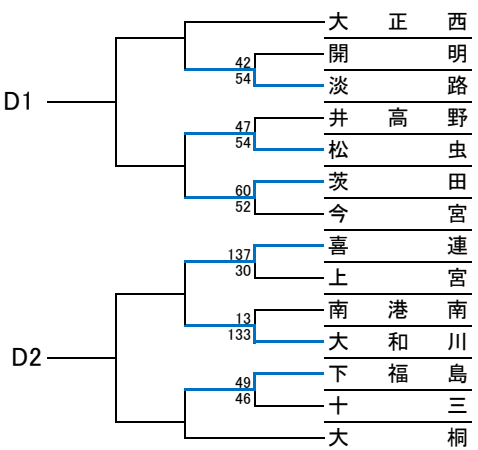 大正西
開明
42
54
淡路
D1
井高野
47
54
松虫
茨田
60
52
今宮
喜連
137
30
上宮
南港南
13
133
大和川
D2
下福島
49
46
十三
大桐